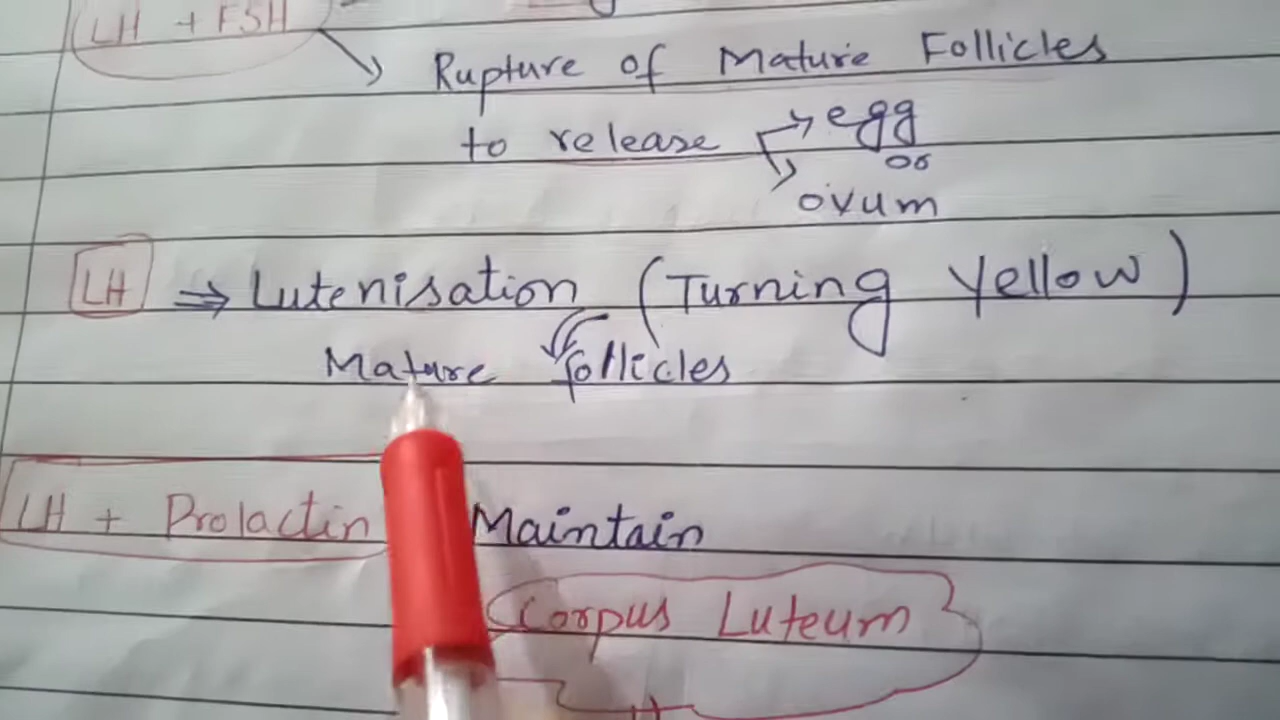 LH + FSH
Rupture of Mature Follicles
to release egg
or
ovum
LH ⇒ Lutenisation (Turning Yellow)
Mature follicles
LH + Prolactin Maintain
Corpus Luteum